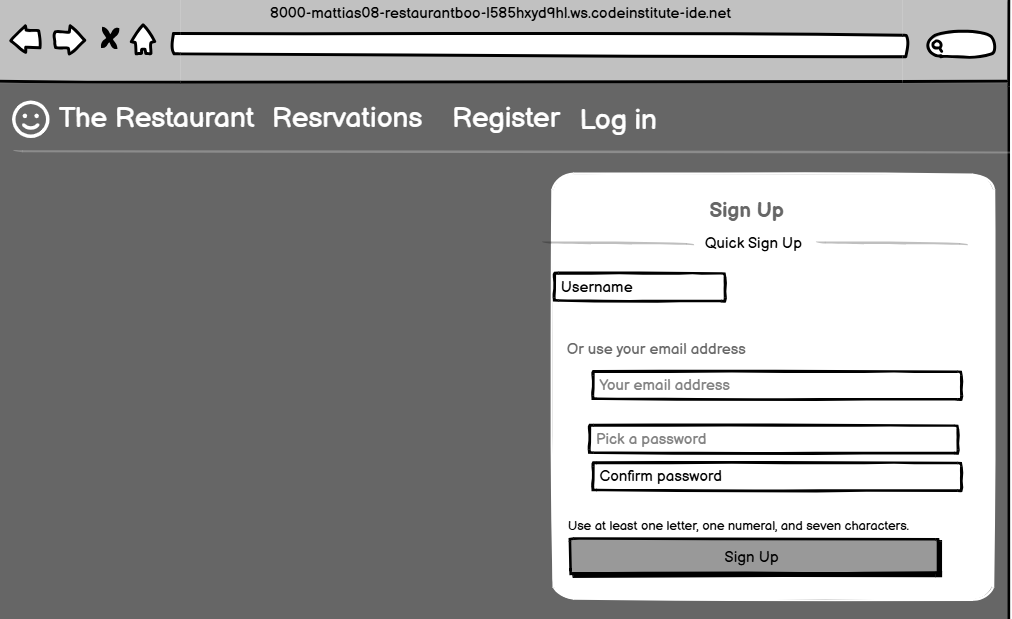 8000-mattias08-restaurantboo-l585hxyd9hl.ws.codeinstitute-ide.net
The Restaurant Resrvations Register Log in
Sign Up
Quick Sign Up
Username
Or use your email address
Your email address
Pick a password
Confirm password
Use at least one letter, one numeral, and seven characters.
Sign Up